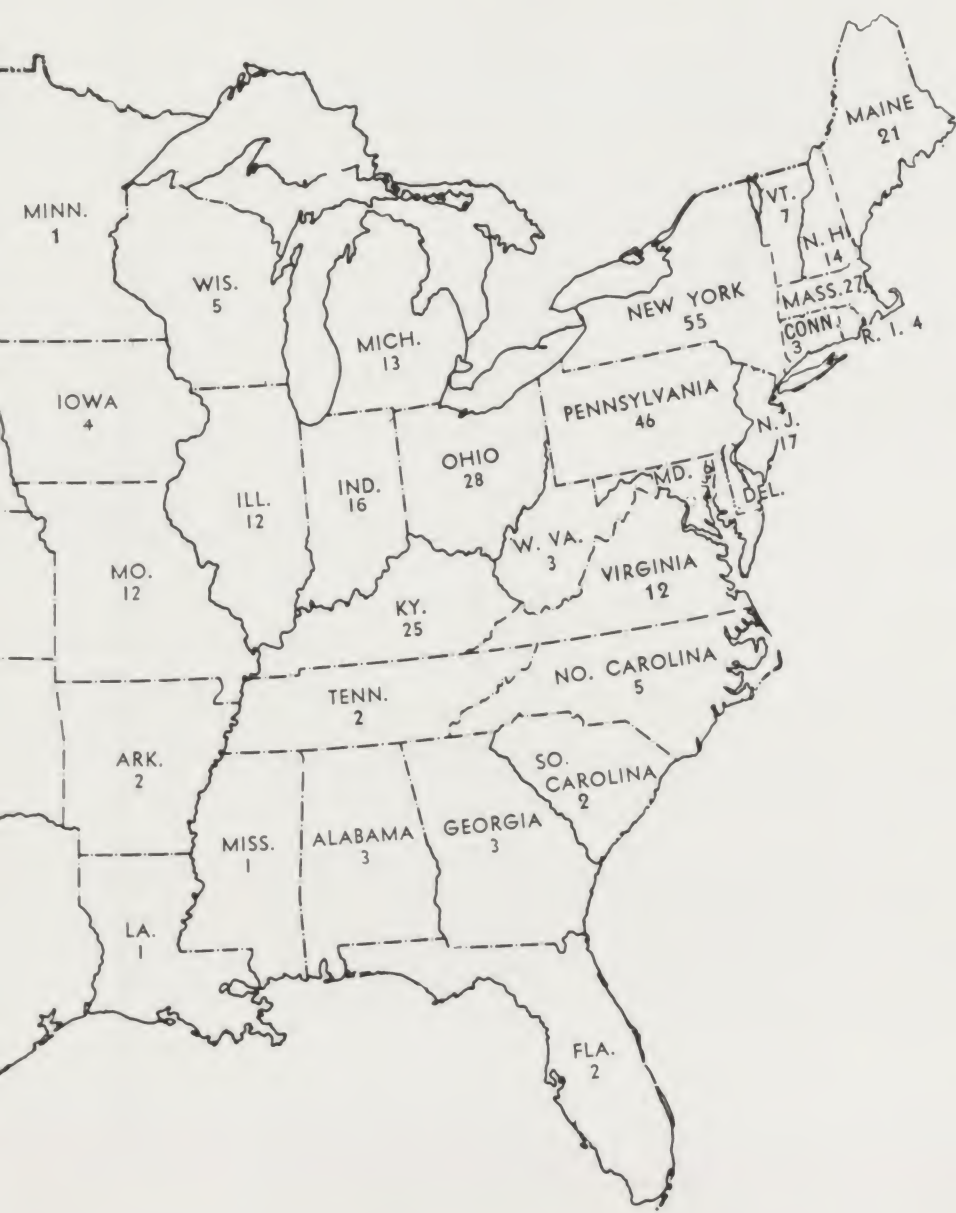 MAINE
21
VT.
7
N. H.
14
MINN.
1
MASS. 27
WIS.
5
NEW YORK
55
CONN.
3
R. I. 4
MICH.
13
IOWA
4
PENNSYLVANIA
46
N. J.
17
OHIO
28
MD.
DEL.
ILL.
12
IND.
16
W. VA.
3
VIRGINIA
12
MO.
12
KY.
25
NO. CAROLINA
5
TENN.
2
ARK.
2
SO.
CAROLINA
2
MISS.
1
ALABAMA
3
GEORGIA
3
LA.
1
FLA.
2